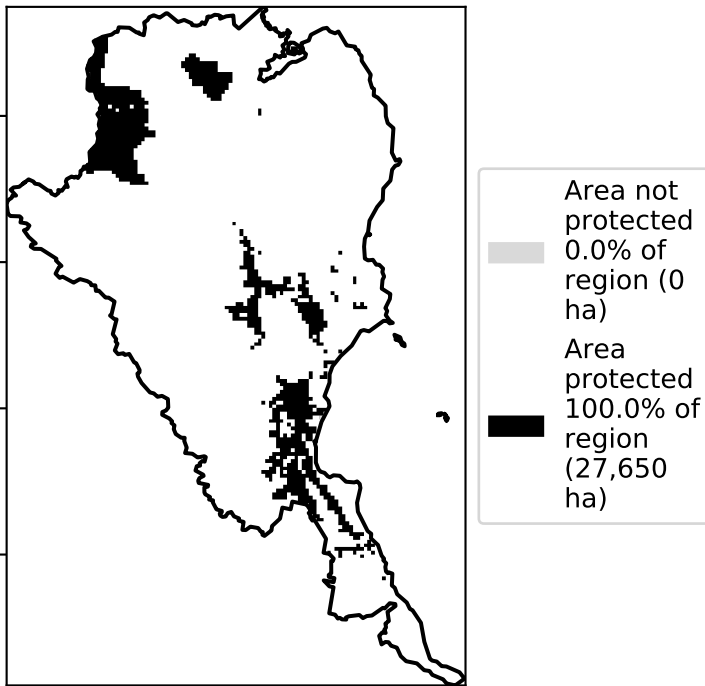 Area not
protected
0.0% of
region (0
ha)
Area
protected
100.0% of
region
(27,650
ha)